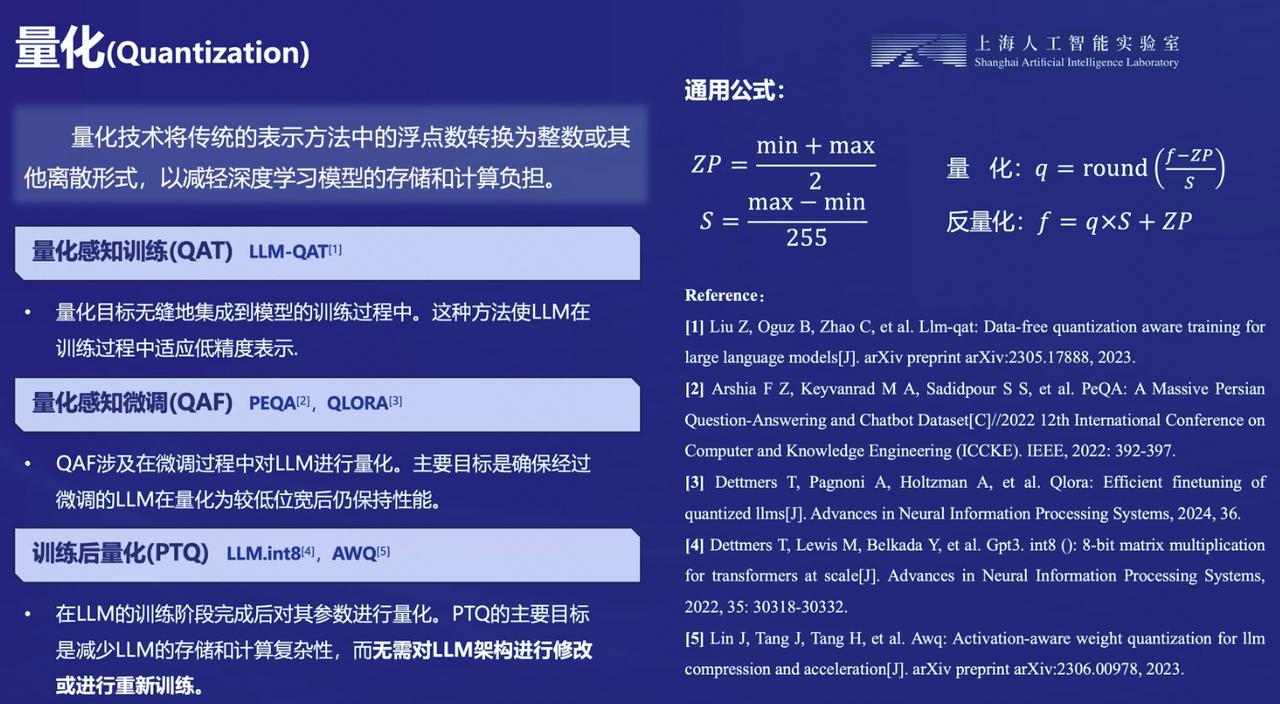 量化(Quantization)
上海人工智能实验室
Shanghai Artificial Intelligence Laboratory
量化技术将传统的表示方法中的浮点数转换为整数或其
他离散形式，以减轻深度学习模型的存储和计算负担。
量化感知训练(QAT) LLM-QAT[1]
• 量化目标无缝地集成到模型的训练过程中。这种方法使LLM在
训练过程中适应低精度表示.
量化感知微调(QAF) PEQA[2]，QLORA[3]
• QAF涉及在微调过程中对LLM进行量化。主要目标是确保经过
微调的LLM在量化为较低位宽后仍保持性能。
训练后量化(PTQ) LLM.int8[4]，AWQ[5]
• 在LLM的训练阶段完成后对其参数进行量化。PTQ的主要目标
是减少LLM的存储和计算复杂性，而无需对LLM架构进行修改
或进行重新训练。
通用公式：
ZP = (min + max)/2
S = (max − min)/255
量 化：q = round((f−ZP)/S)
反量化：f = q×S + ZP
Reference：
[1] Liu Z, Oguz B, Zhao C, et al. Llm-qat: Data-free quantization aware training for
large language models[J]. arXiv preprint arXiv:2305.17888, 2023.
[2] Arshia F Z, Keyvanrad M A, Sadidpour S S, et al. PeQA: A Massive Persian
Question-Answering and Chatbot Dataset[C]//2022 12th International Conference on
Computer and Knowledge Engineering (ICCKE). IEEE, 2022: 392-397.
[3] Dettmers T, Pagnoni A, Holtzman A, et al. Qlora: Efficient finetuning of
quantized llms[J]. Advances in Neural Information Processing Systems, 2024, 36.
[4] Dettmers T, Lewis M, Belkada Y, et al. Gpt3. int8 (): 8-bit matrix multiplication
for transformers at scale[J]. Advances in Neural Information Processing Systems,
2022, 35: 30318-30332.
[5] Lin J, Tang J, Tang H, et al. Awq: Activation-aware weight quantization for llm
compression and acceleration[J]. arXiv preprint arXiv:2306.00978, 2023.